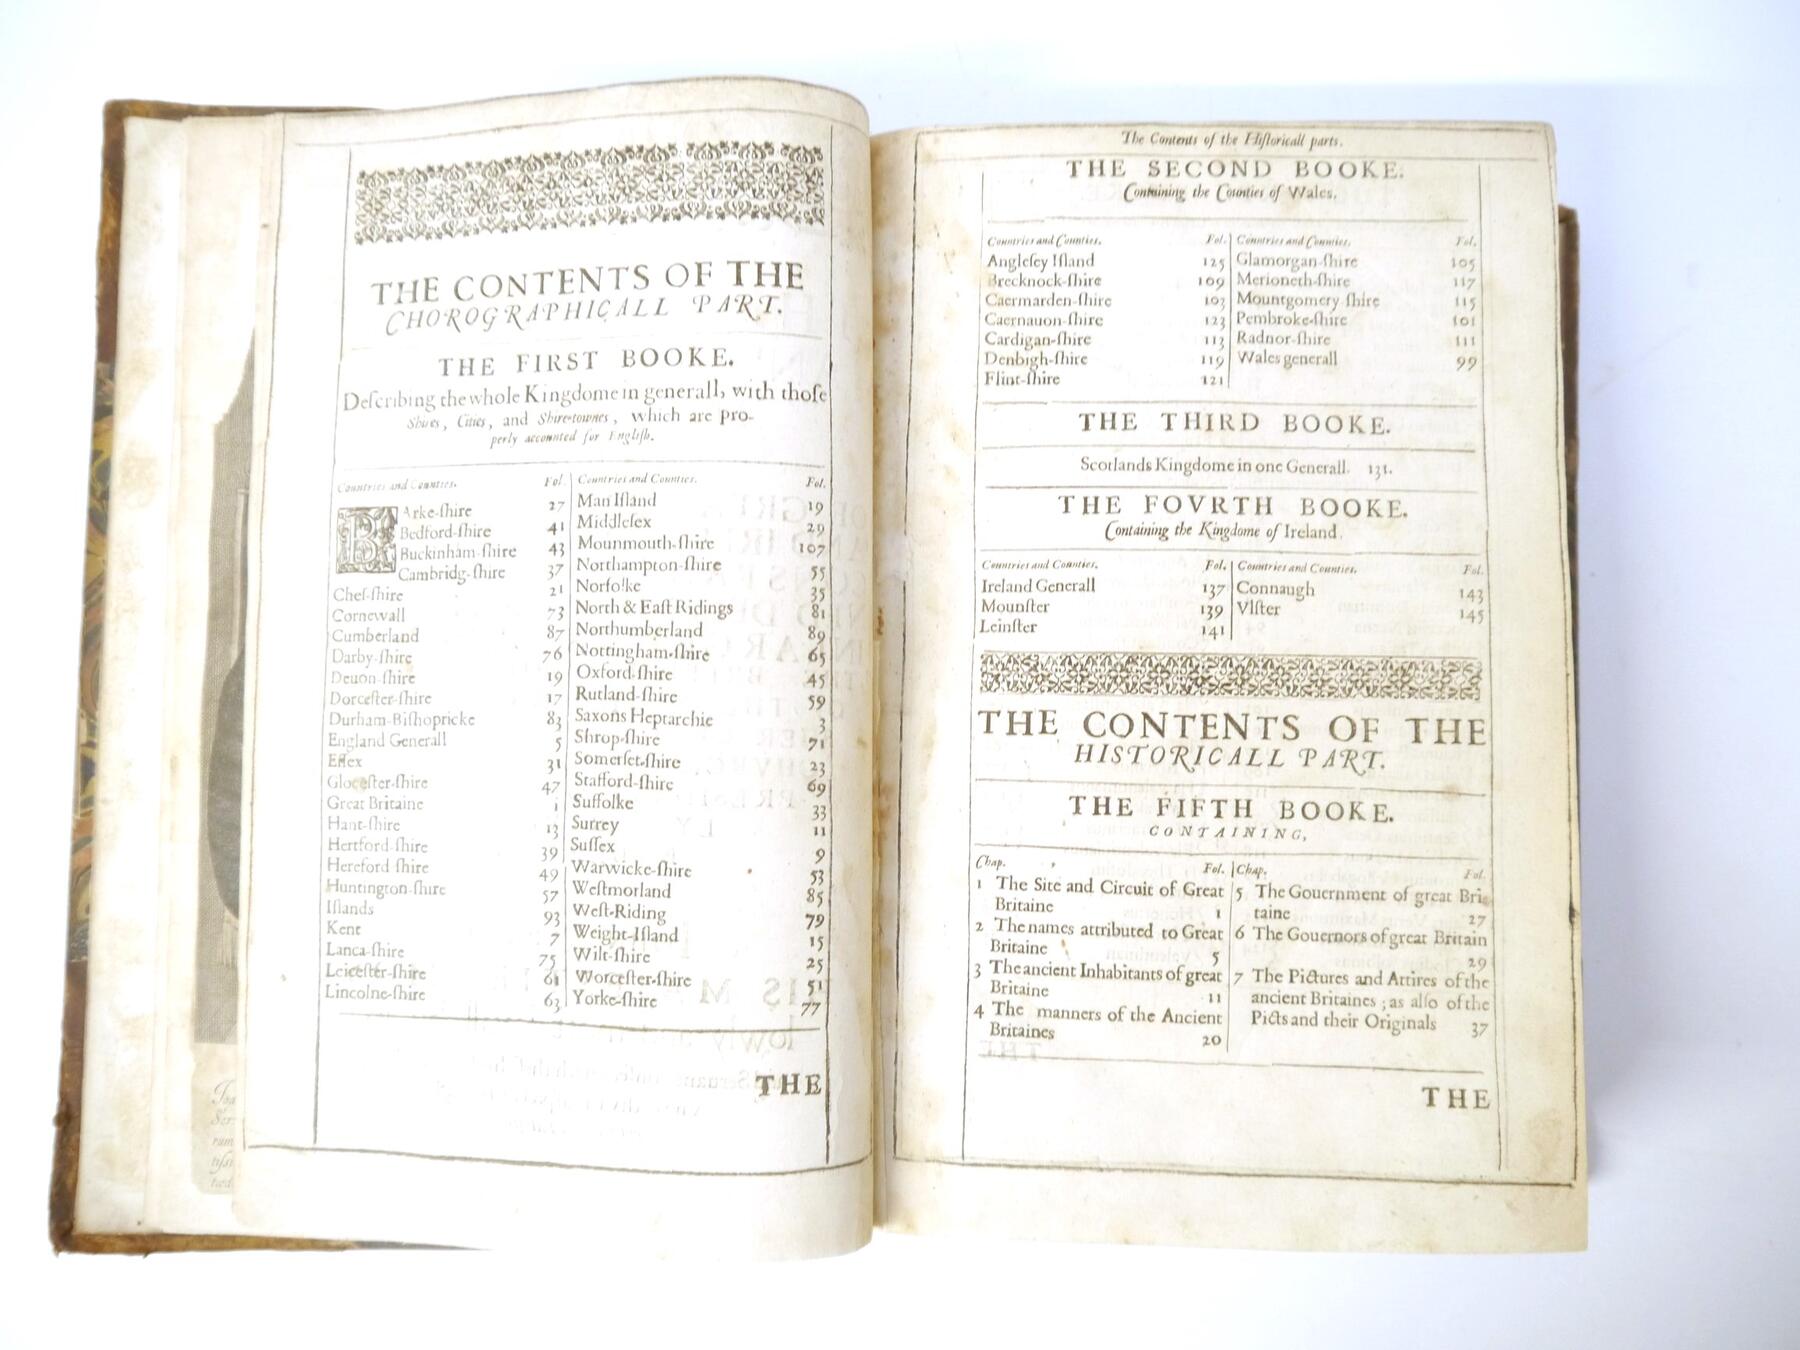 THE CONTENTS OF THE
CHOROGRAPHICALL PART.
THE FIRST BOOKE.
Deſcribing the whole Kingdome in generall, with thoſe
Shires, Cities, and Shire-townes, which are pro-
perly accounted for Engliſh.
Countries and Counties. Fol.
BArke-ſhire 27
Bedford-ſhire 41
Buckinham-ſhire 43
Cambridg-ſhire 37
Cheſ-ſhire 21
Cornewall 73
Cumberland 87
Darby-ſhire 76
Deuon-ſhire 19
Dorceſter-ſhire 17
Durham-Biſhopricke 83
England Generall 5
Eſſex 31
Gloceſter-ſhire 47
Great Britaine 1
Hant-ſhire 13
Hertford-ſhire 39
Hereford ſhire 49
Huntington-ſhire 57
Iſlands 93
Kent 7
Lanca-ſhire 75
Leiceſter-ſhire 61
Lincolne-ſhire 63
Countries and Counties. Fol.
Man Iſland 19
Middleſex 29
Mounmouth-ſhire 107
Northampton-ſhire 55
Norfolke 35
North & Eaſt Ridings 81
Northumberland 89
Nottingham-ſhire 65
Oxford-ſhire 45
Rutland-ſhire 59
Saxons Heptarchie 3
Shrop-ſhire 71
Somerſet-ſhire 23
Stafford-ſhire 69
Suffolke 33
Surrey 11
Suſſex 9
Warwicke-ſhire 53
Weſtmorland 85
Weſt-Riding 79
Weight-Iſland 15
Wilt-ſhire 25
Worceſter-ſhire 51
Yorke-ſhire 77
THE
The Contents of the Hiſtoricall parts.
THE SECOND BOOKE.
Containing the Counties of Wales.
Countries and Counties. Fol.
Angleſey Iſland 125
Brecknock-ſhire 109
Caermarden-ſhire 103
Caernauon-ſhire 123
Cardigan-ſhire 113
Denbigh-ſhire 119
Flint-ſhire 121
Countries and Counties. Fol.
Glamorgan-ſhire 105
Merioneth-ſhire 117
Mountgomery ſhire 115
Pembroke-ſhire 101
Radnor-ſhire 111
Wales generall 99
THE THIRD BOOKE.
Scotlands Kingdome in one Generall. 131.
THE FOVRTH BOOKE.
Containing the Kingdome of Ireland.
Countries and Counties. Fol.
Ireland Generall 137
Mounſter 139
Leinſter 141
Countries and Counties. Fol.
Connaugh 143
Vlſter 145
THE CONTENTS OF THE
HISTORICALL PART.
THE FIFTH BOOKE.
CONTAINING,
Chap. Fol.
1 The Site and Circuit of Great
Britaine 1
2 The names attributed to Great
Britaine 5
3 The ancient Inhabitants of great
Britaine 11
4 The manners of the Ancient
Britaines 20
Chap. Fol.
5 The Gouernment of great Bri-
taine 27
6 The Gouernors of great Britain
29
7 The Pictures and Attires of the
ancient Britaines ; as alſo of the
Picts and their Originals 37
THE